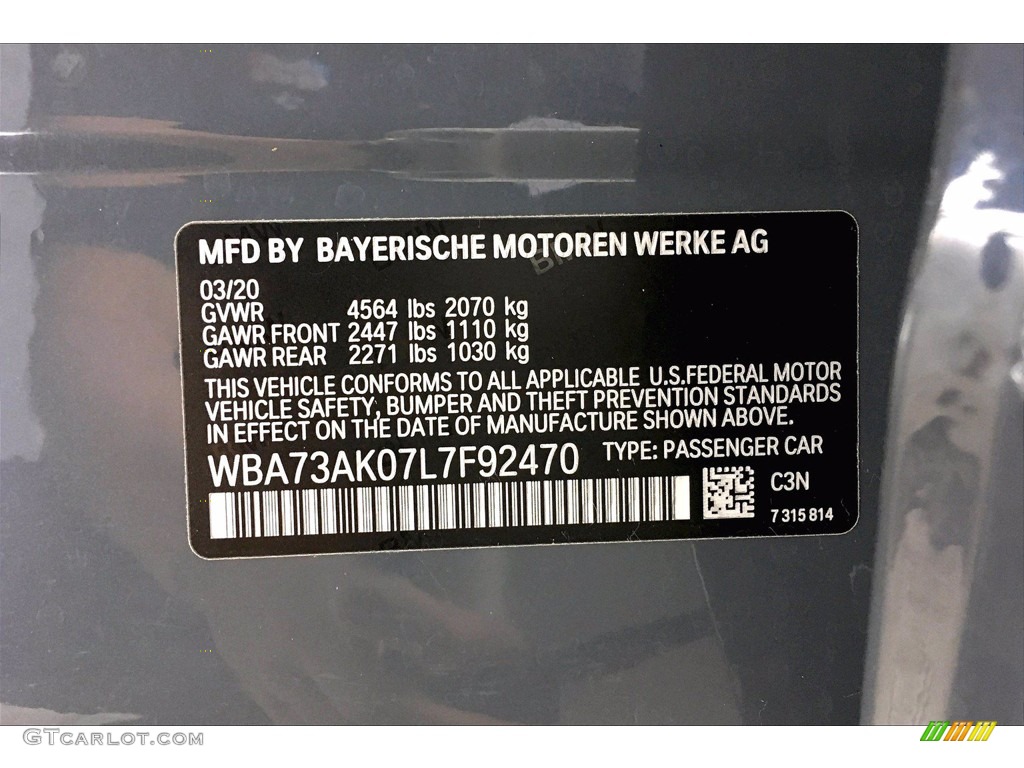 MFD BY BAYERISCHE MOTOREN WERKE AG
03/20
GVWR 4564 lbs 2070 kg
GAWR FRONT 2447 lbs 1110 kg
GAWR REAR 2271 lbs 1030 kg
THIS VEHICLE CONFORMS TO ALL APPLICABLE U.S.FEDERAL MOTOR
VEHICLE SAFETY, BUMPER AND THEFT PREVENTION STANDARDS
IN EFFECT ON THE DATE OF MANUFACTURE SHOWN ABOVE.
WBA73AK07L7F92470 TYPE: PASSENGER CAR
C3N
7 315 814
GTcarlot.com